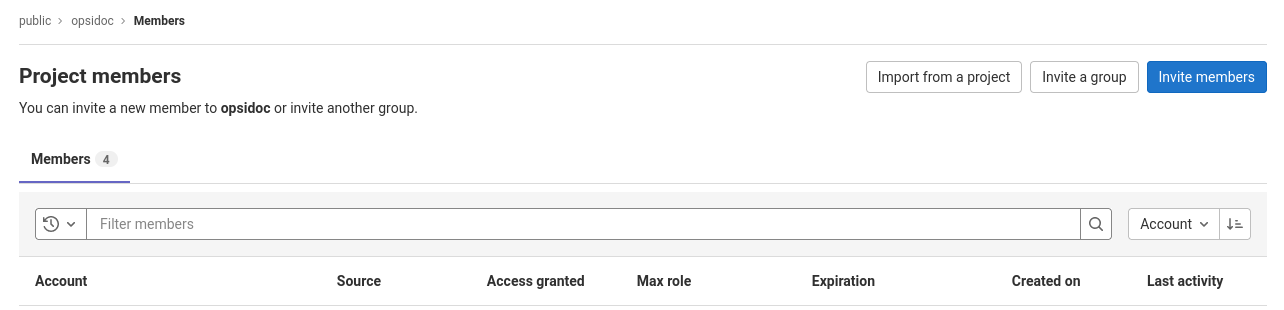 public > opsidoc > Members
Project members
Import from a project
Invite a group
Invite members
You can invite a new member to opsidoc or invite another group.
Members 4
Filter members
Account
Account Source Access granted Max role Expiration Created on Last activity